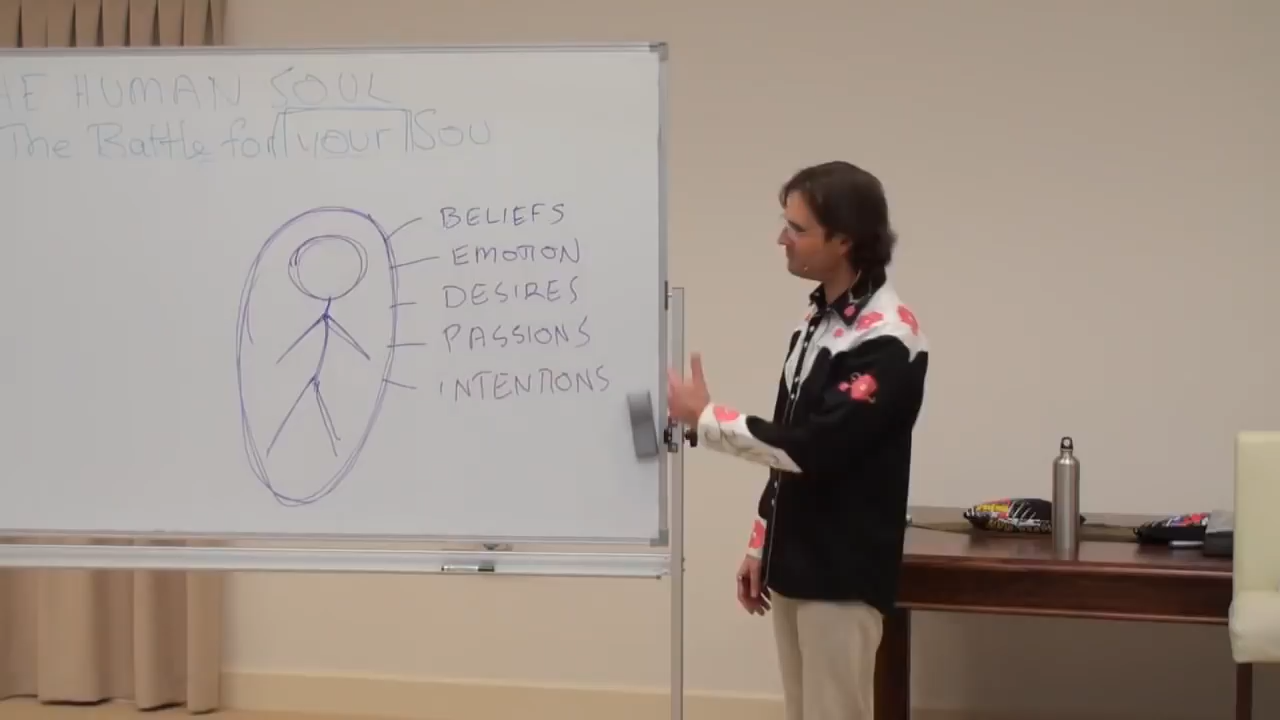 HE HUMAN SOUL
The Battle for your Sou
BELIEFS
EMOTION
DESIRES
PASSIONS
INTENTIONS